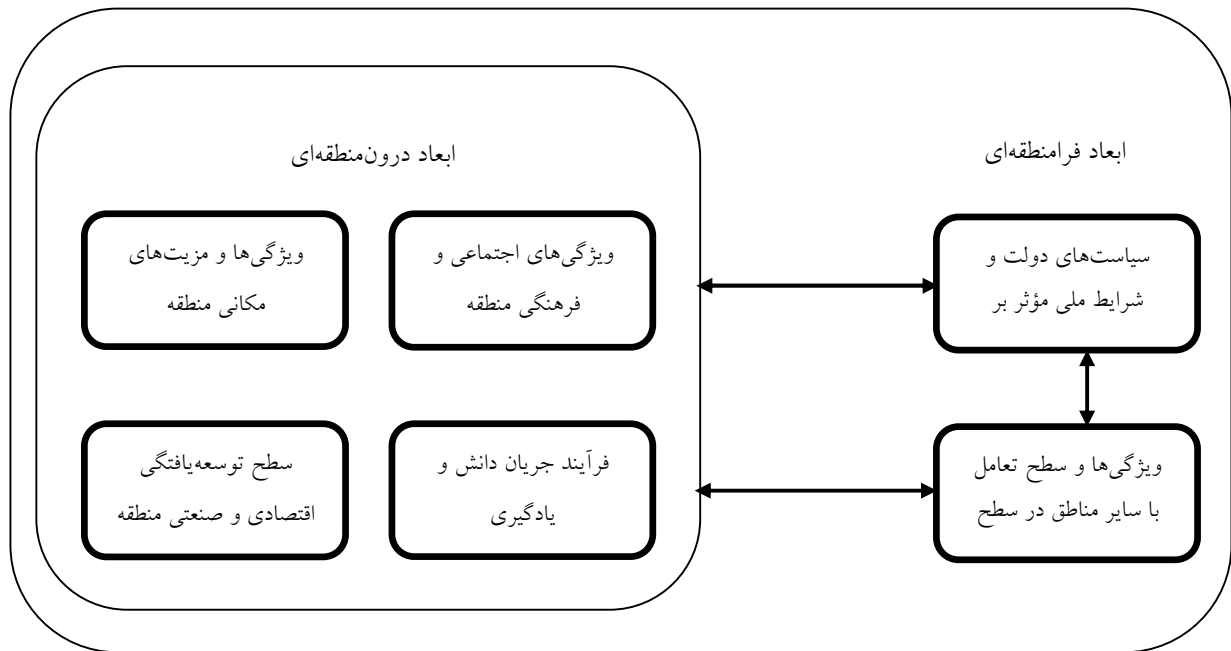 ابعاد فرامنطقه‌ای
سیاست‌های دولت و
شرایط ملی مؤثر بر
ویژگی‌ها و سطح تعامل
با سایر مناطق در سطح
ابعاد درون‌منطقه‌ای
ویژگی‌های اجتماعی و
فرهنگی منطقه
ویژگی‌ها و مزیت‌های
مکانی منطقه
فرآیند جریان دانش و
یادگیری
سطح توسعه‌یافتگی
اقتصادی و صنعتی منطقه